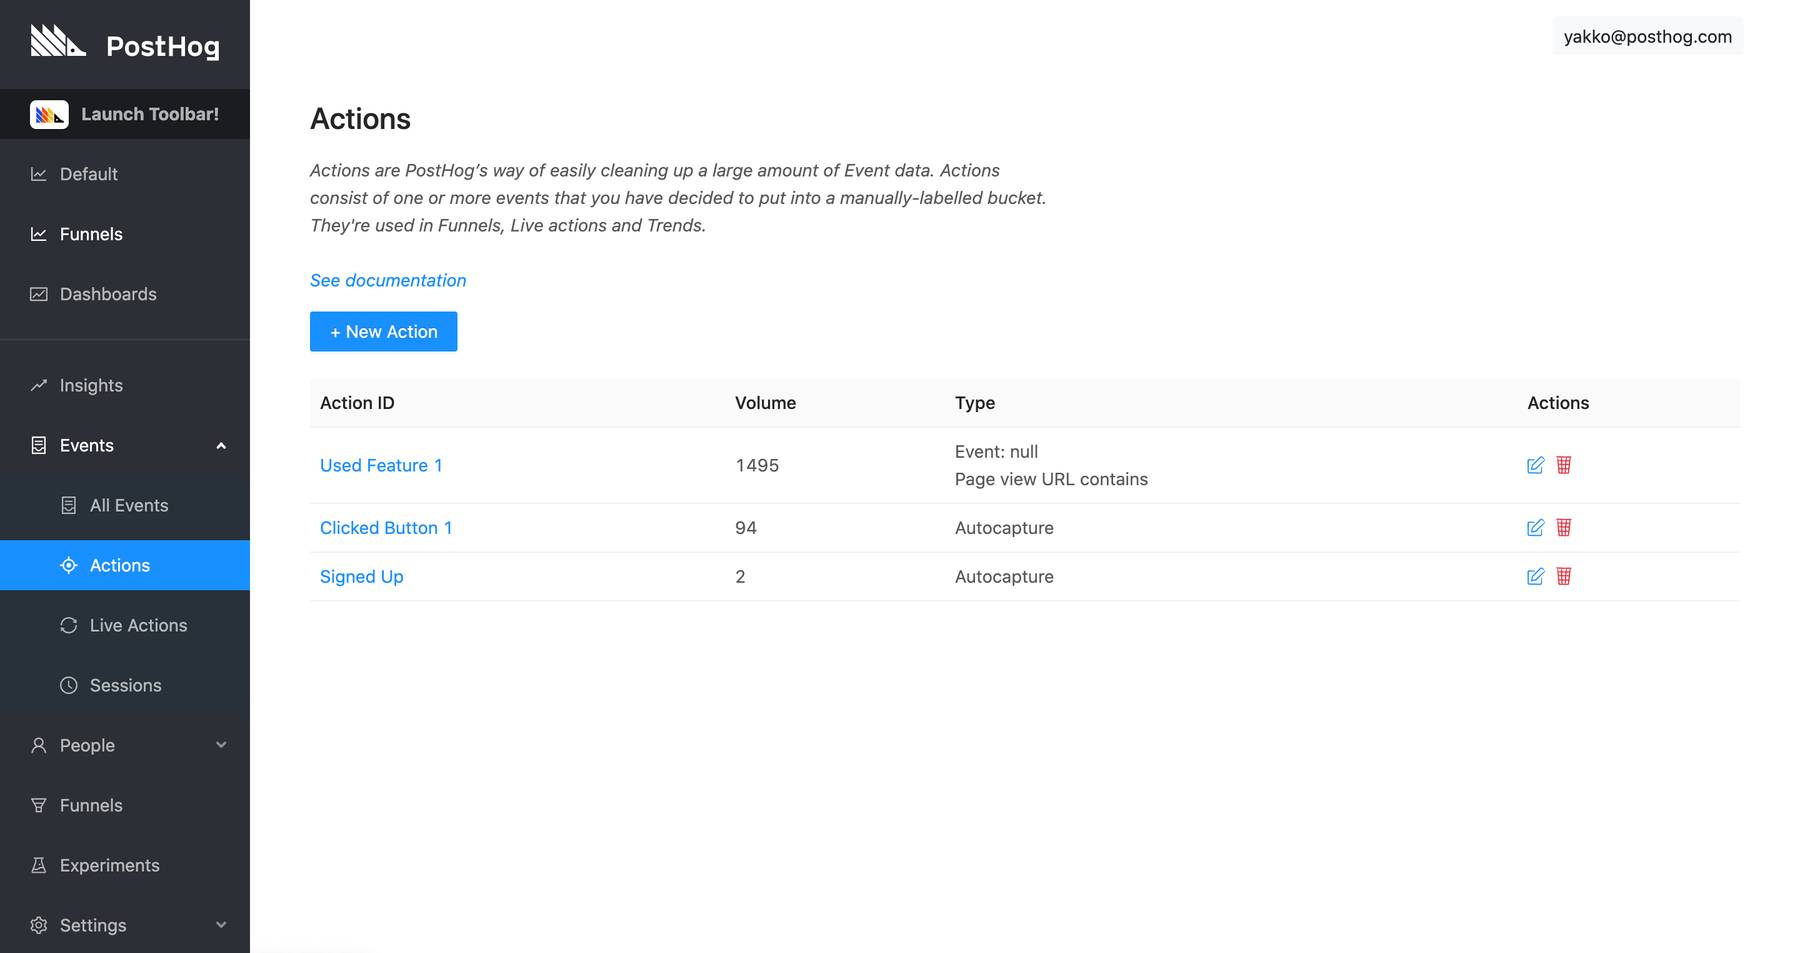 PostHog
Launch Toolbar!
Default
Funnels
Dashboards
Insights
Events
All Events
Actions
Live Actions
Sessions
People
Funnels
Experiments
Settings
yakko@posthog.com
Actions
Actions are PostHog’s way of easily cleaning up a large amount of Event data. Actions
consist of one or more events that you have decided to put into a manually-labelled bucket.
They're used in Funnels, Live actions and Trends.
See documentation
+ New Action
Action ID Volume Type Actions
Used Feature 1 1495 Event: null
Page view URL contains
Clicked Button 1 94 Autocapture
Signed Up 2 Autocapture